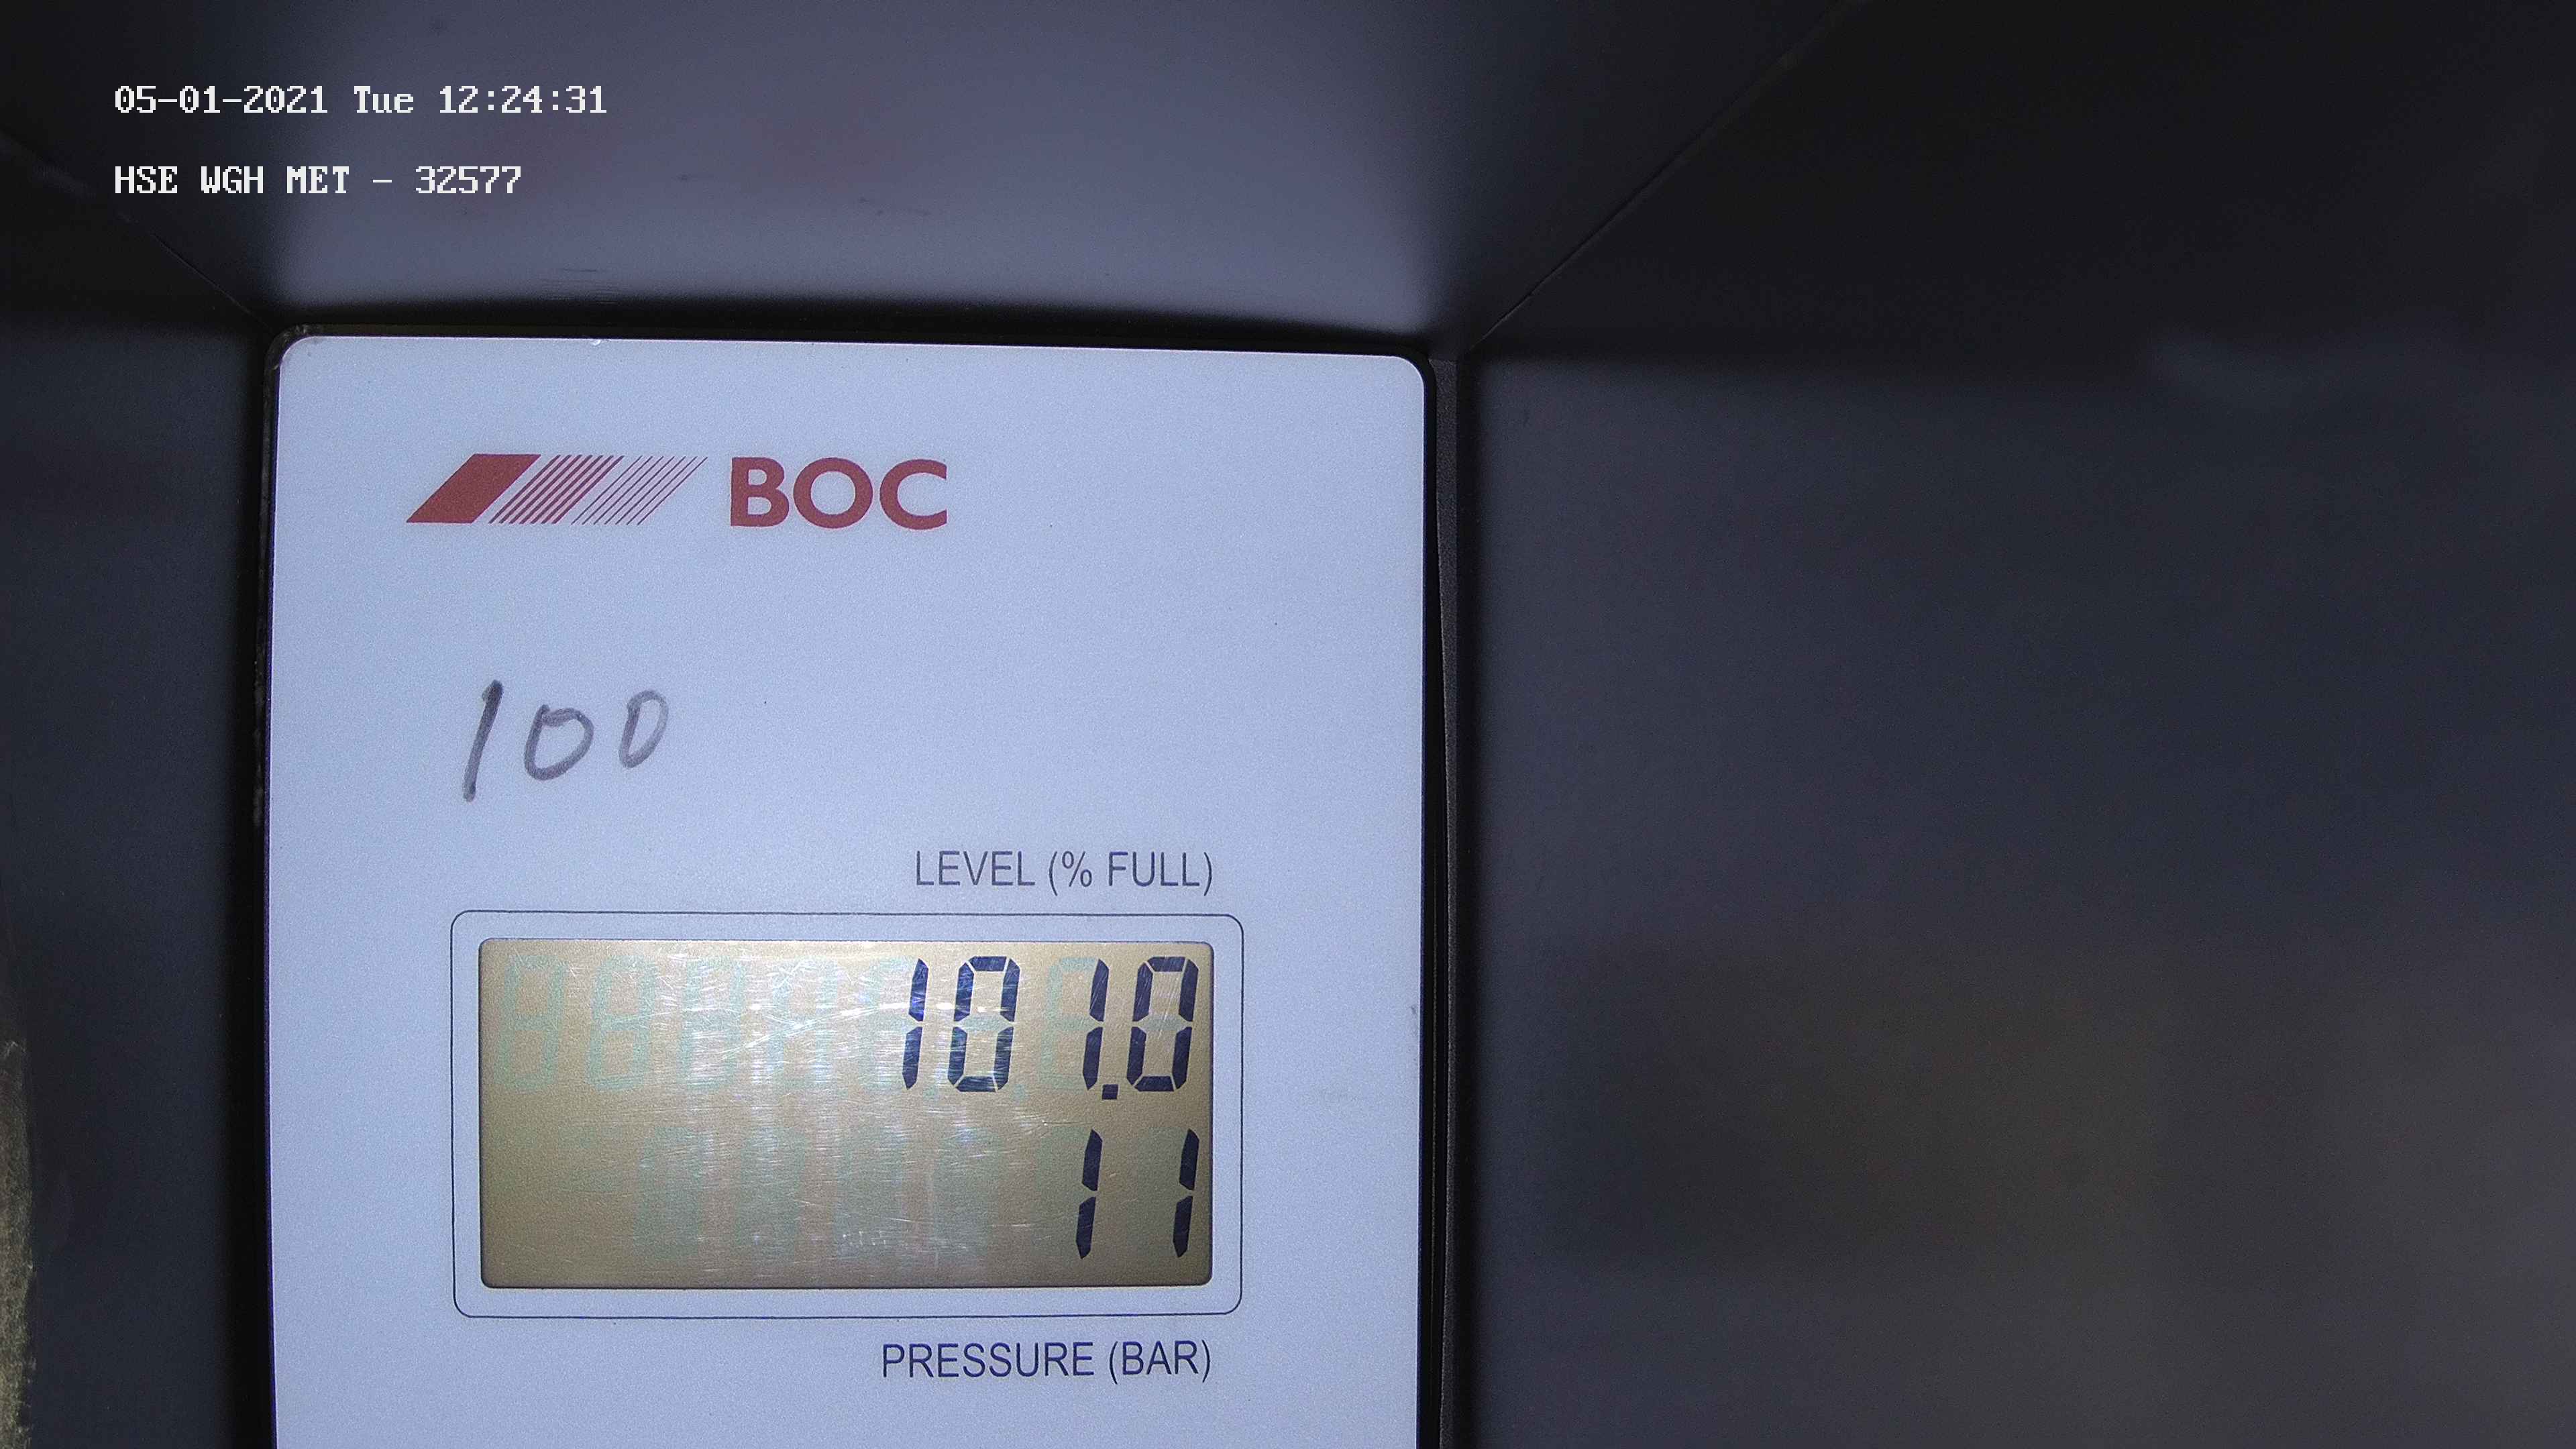 05-01-2021 Tue 12:24:31
HSE WGH MET - 32577
BOC
100
LEVEL (% FULL)
101.0
11
PRESSURE (BAR)